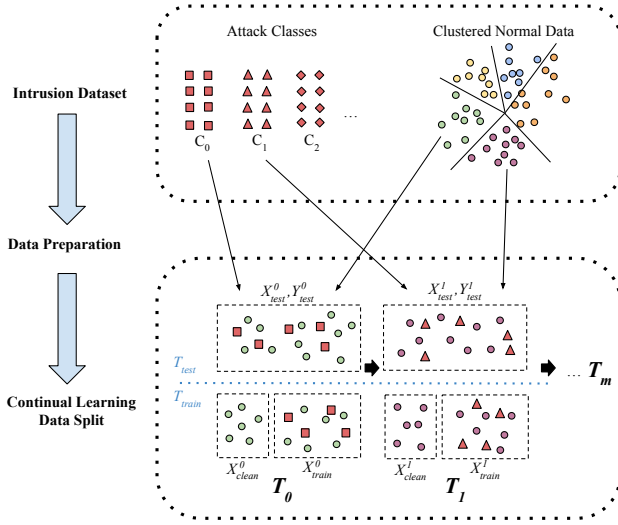 Attack Classes
Clustered Normal Data
Intrusion Dataset
C₀ C₁ C₂ ...
Data Preparation
X⁰test, Y⁰test
X¹test, Y¹test
Ttest
... Tm
Ttrain
Continual Learning
Data Split
X⁰clean X⁰train X¹clean X¹train
T₀ T₁